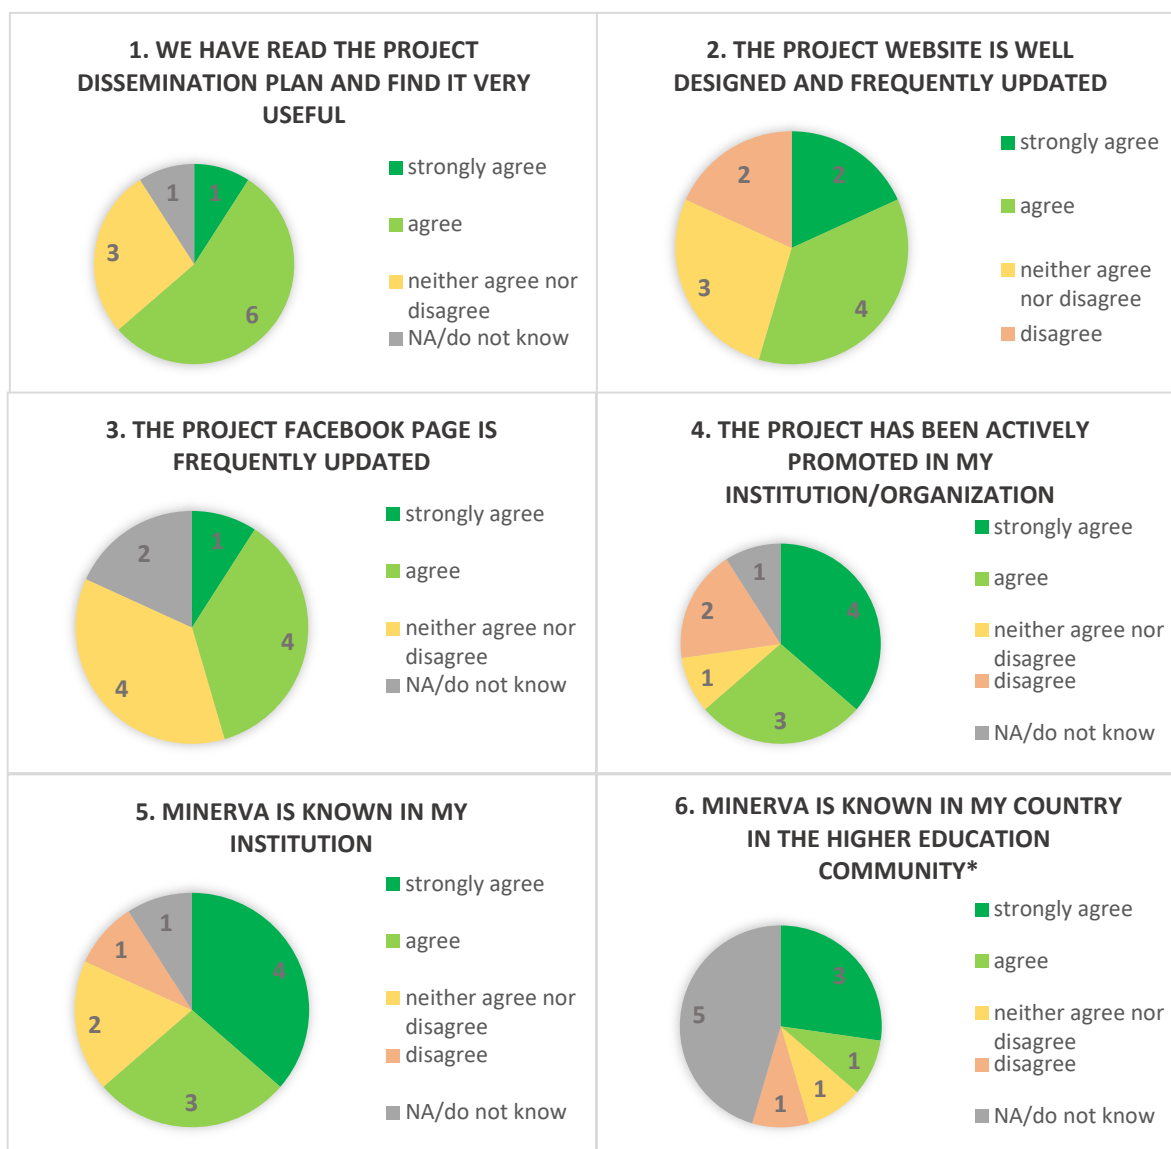 1. WE HAVE READ THE PROJECT
DISSEMINATION PLAN AND FIND IT VERY
USEFUL
1
1
3
6
strongly agree
agree
neither agree nor
disagree
NA/do not know
2. THE PROJECT WEBSITE IS WELL
DESIGNED AND FREQUENTLY UPDATED
2
2
3
4
strongly agree
agree
neither agree
nor disagree
disagree
3. THE PROJECT FACEBOOK PAGE IS
FREQUENTLY UPDATED
2
1
4
4
strongly agree
agree
neither agree nor
disagree
NA/do not know
4. THE PROJECT HAS BEEN ACTIVELY
PROMOTED IN MY
INSTITUTION/ORGANIZATION
1
4
2
1
3
strongly agree
agree
neither agree nor
disagree
disagree
NA/do not know
5. MINERVA IS KNOWN IN MY
INSTITUTION
1
1
4
2
3
strongly agree
agree
neither agree nor
disagree
disagree
NA/do not know
6. MINERVA IS KNOWN IN MY COUNTRY
IN THE HIGHER EDUCATION
COMMUNITY*
3
5
1
1
1
strongly agree
agree
neither agree nor
disagree
disagree
NA/do not know